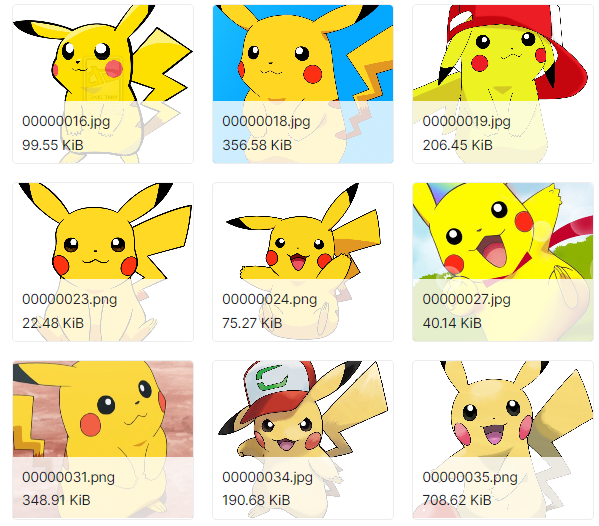 00000016.jpg
99.55 KiB
00000018.jpg
356.58 KiB
00000019.jpg
206.45 KiB
00000023.png
22.48 KiB
00000024.png
75.27 KiB
00000027.jpg
40.14 KiB
00000031.png
348.91 KiB
00000034.jpg
190.68 KiB
00000035.png
708.62 KiB